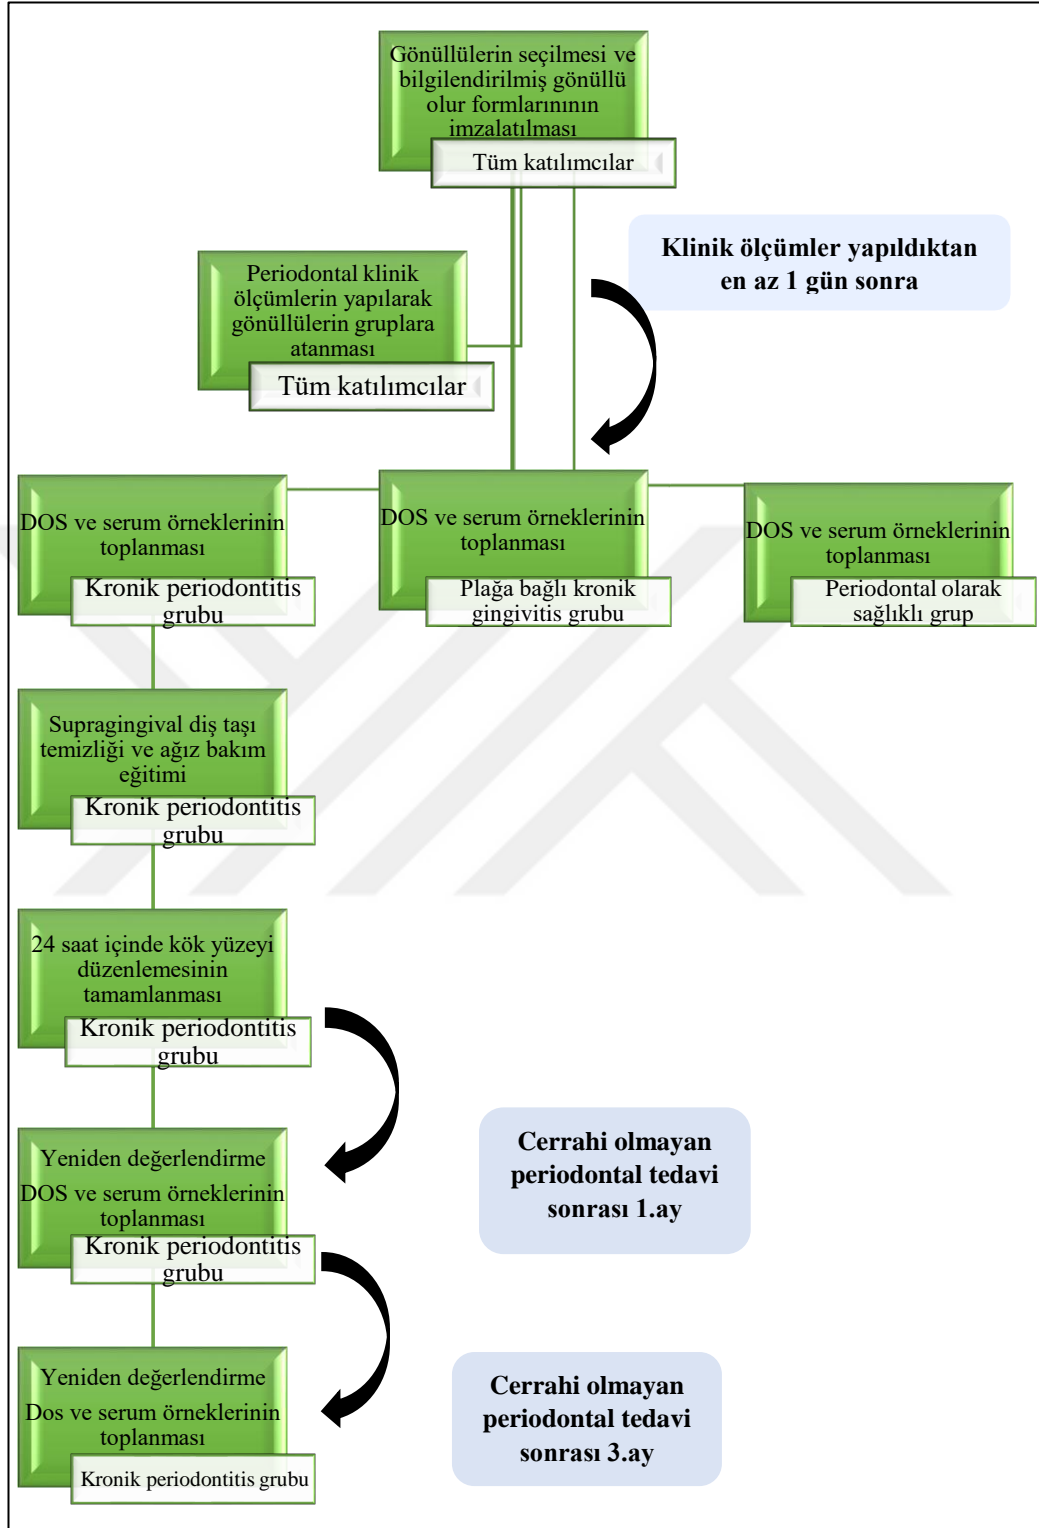 Gönüllülerin seçilmesi ve
bilgilendirilmiş gönüllü
olur formlarınının
imzalatılması
Tüm katılımcılar
Klinik ölçümler yapıldıktan
en az 1 gün sonra
Periodontal klinik
ölçümlerin yapılarak
gönüllülerin gruplara
atanması
Tüm katılımcılar
DOS ve serum örneklerinin
toplanması
Kronik periodontitis
grubu
DOS ve serum örneklerinin
toplanması
Plağa bağlı kronik
gingivitis grubu
DOS ve serum örneklerinin
toplanması
Periodontal olarak
sağlıklı grup
Supragingival diş taşı
temizliği ve ağız bakım
eğitimi
Kronik periodontitis
grubu
24 saat içinde kök yüzeyi
düzenlemesinin
tamamlanması
Kronik periodontitis
grubu
Cerrahi olmayan
periodontal tedavi
sonrası 1.ay
Yeniden değerlendirme
DOS ve serum örneklerinin
toplanması
Kronik periodontitis
grubu
Cerrahi olmayan
periodontal tedavi
sonrası 3.ay
Yeniden değerlendirme
Dos ve serum örneklerinin
toplanması
Kronik periodontitis grubu